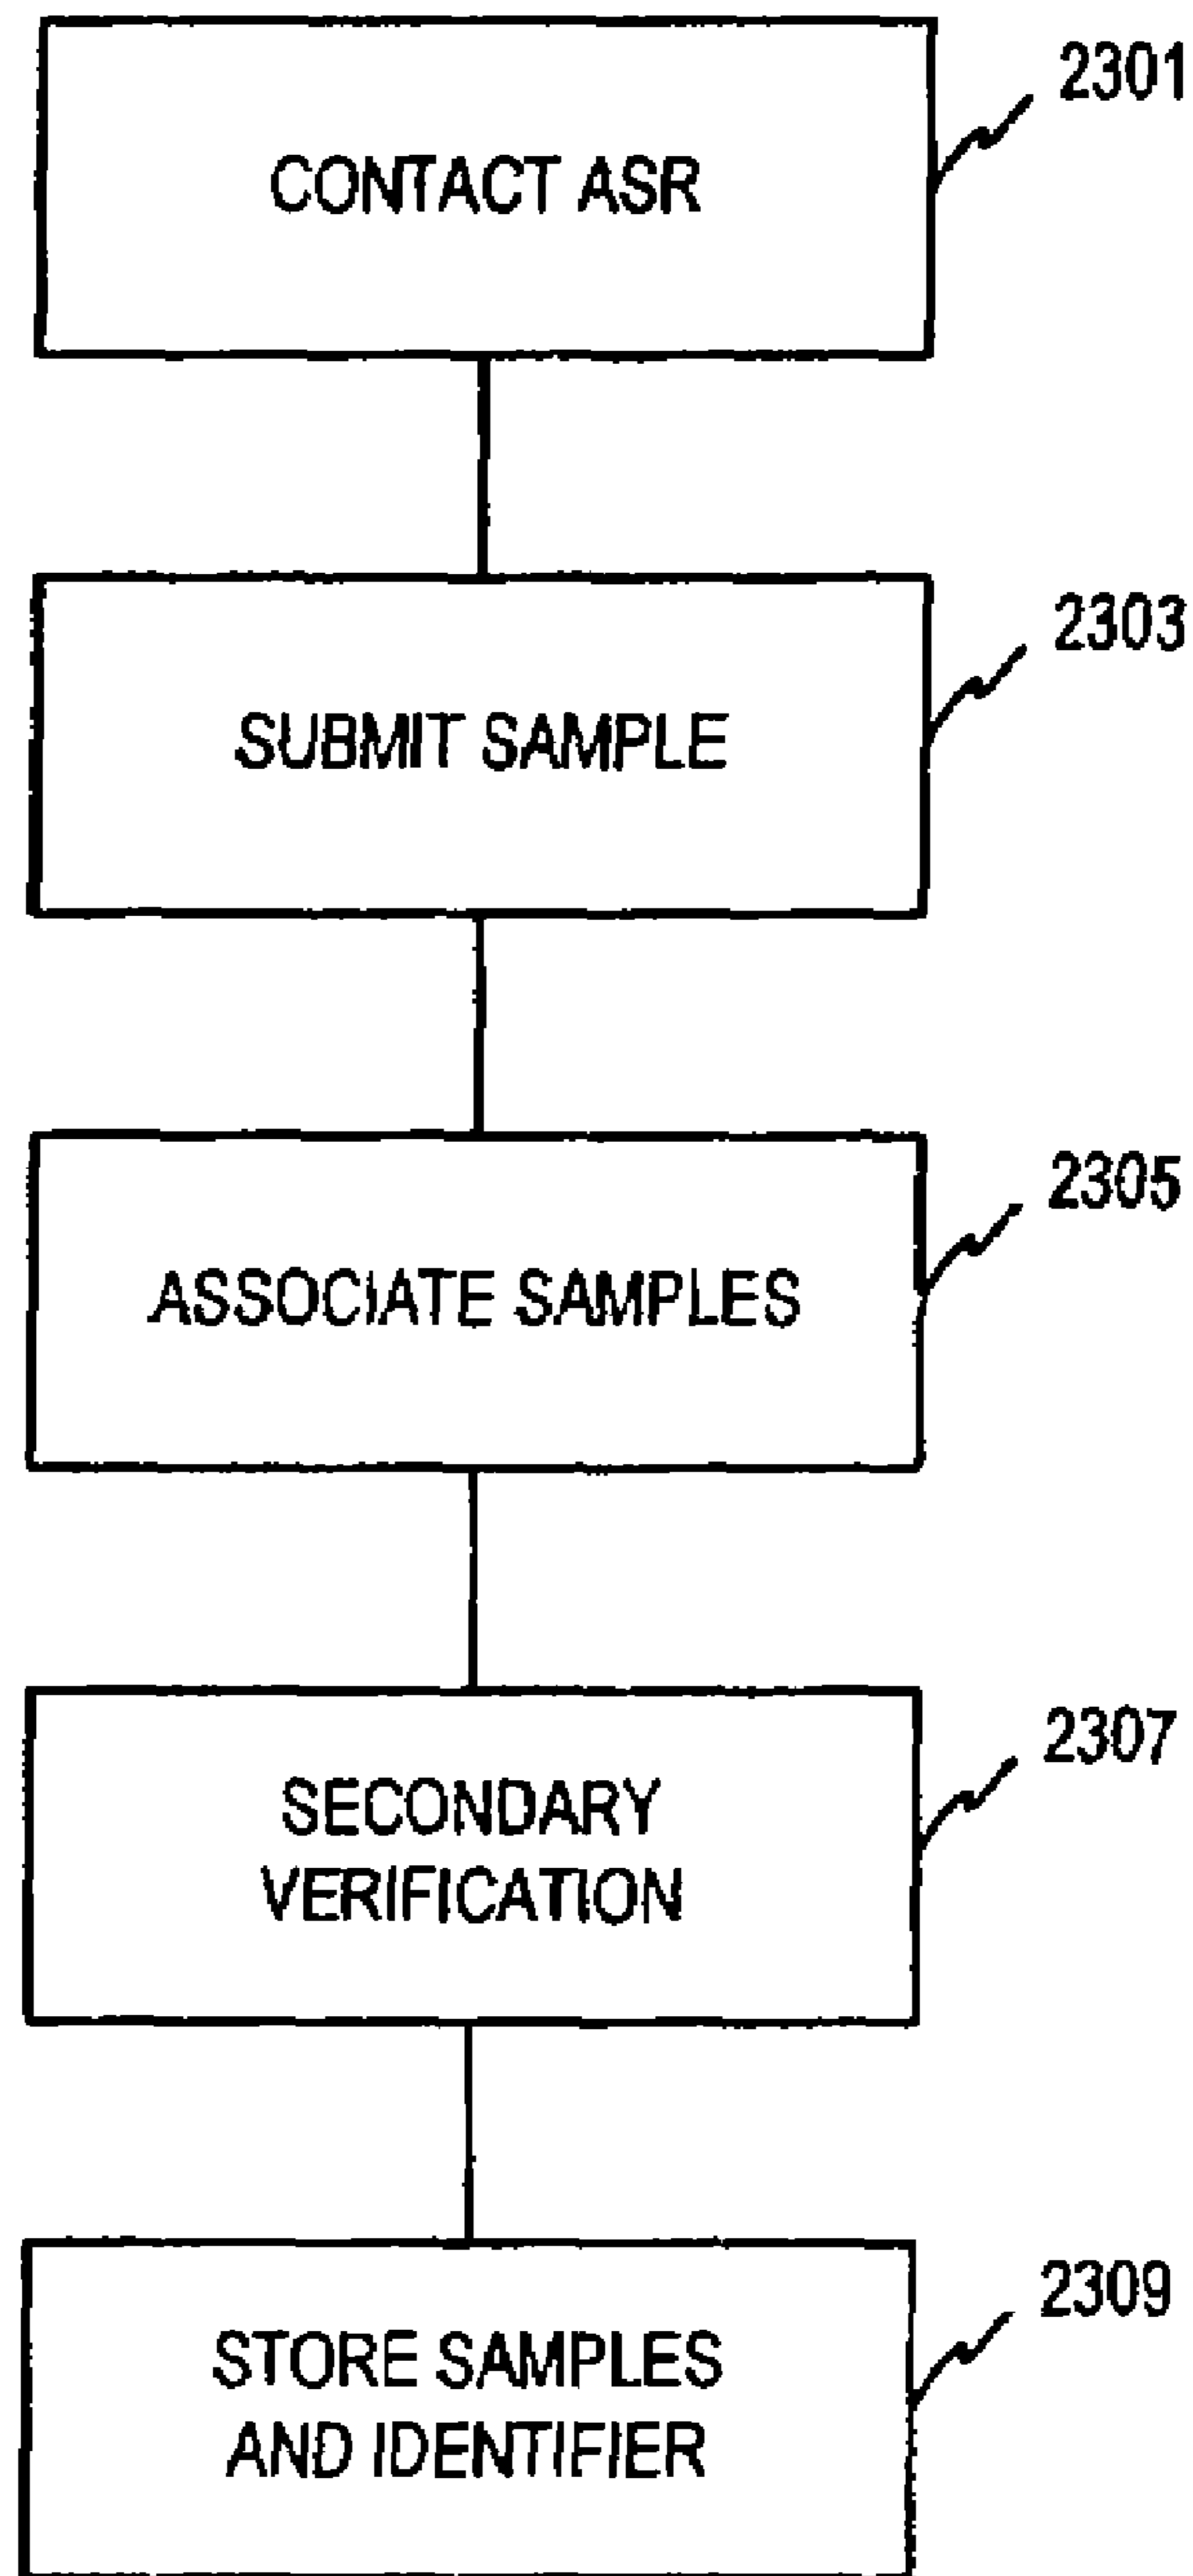 2301
CONTACT ASR
2303
SUBMIT SAMPLE
2305
ASSOCIATE SAMPLES
2307
SECONDARY
VERIFICATION
2309
STORE SAMPLES
AND IDENTIFIER